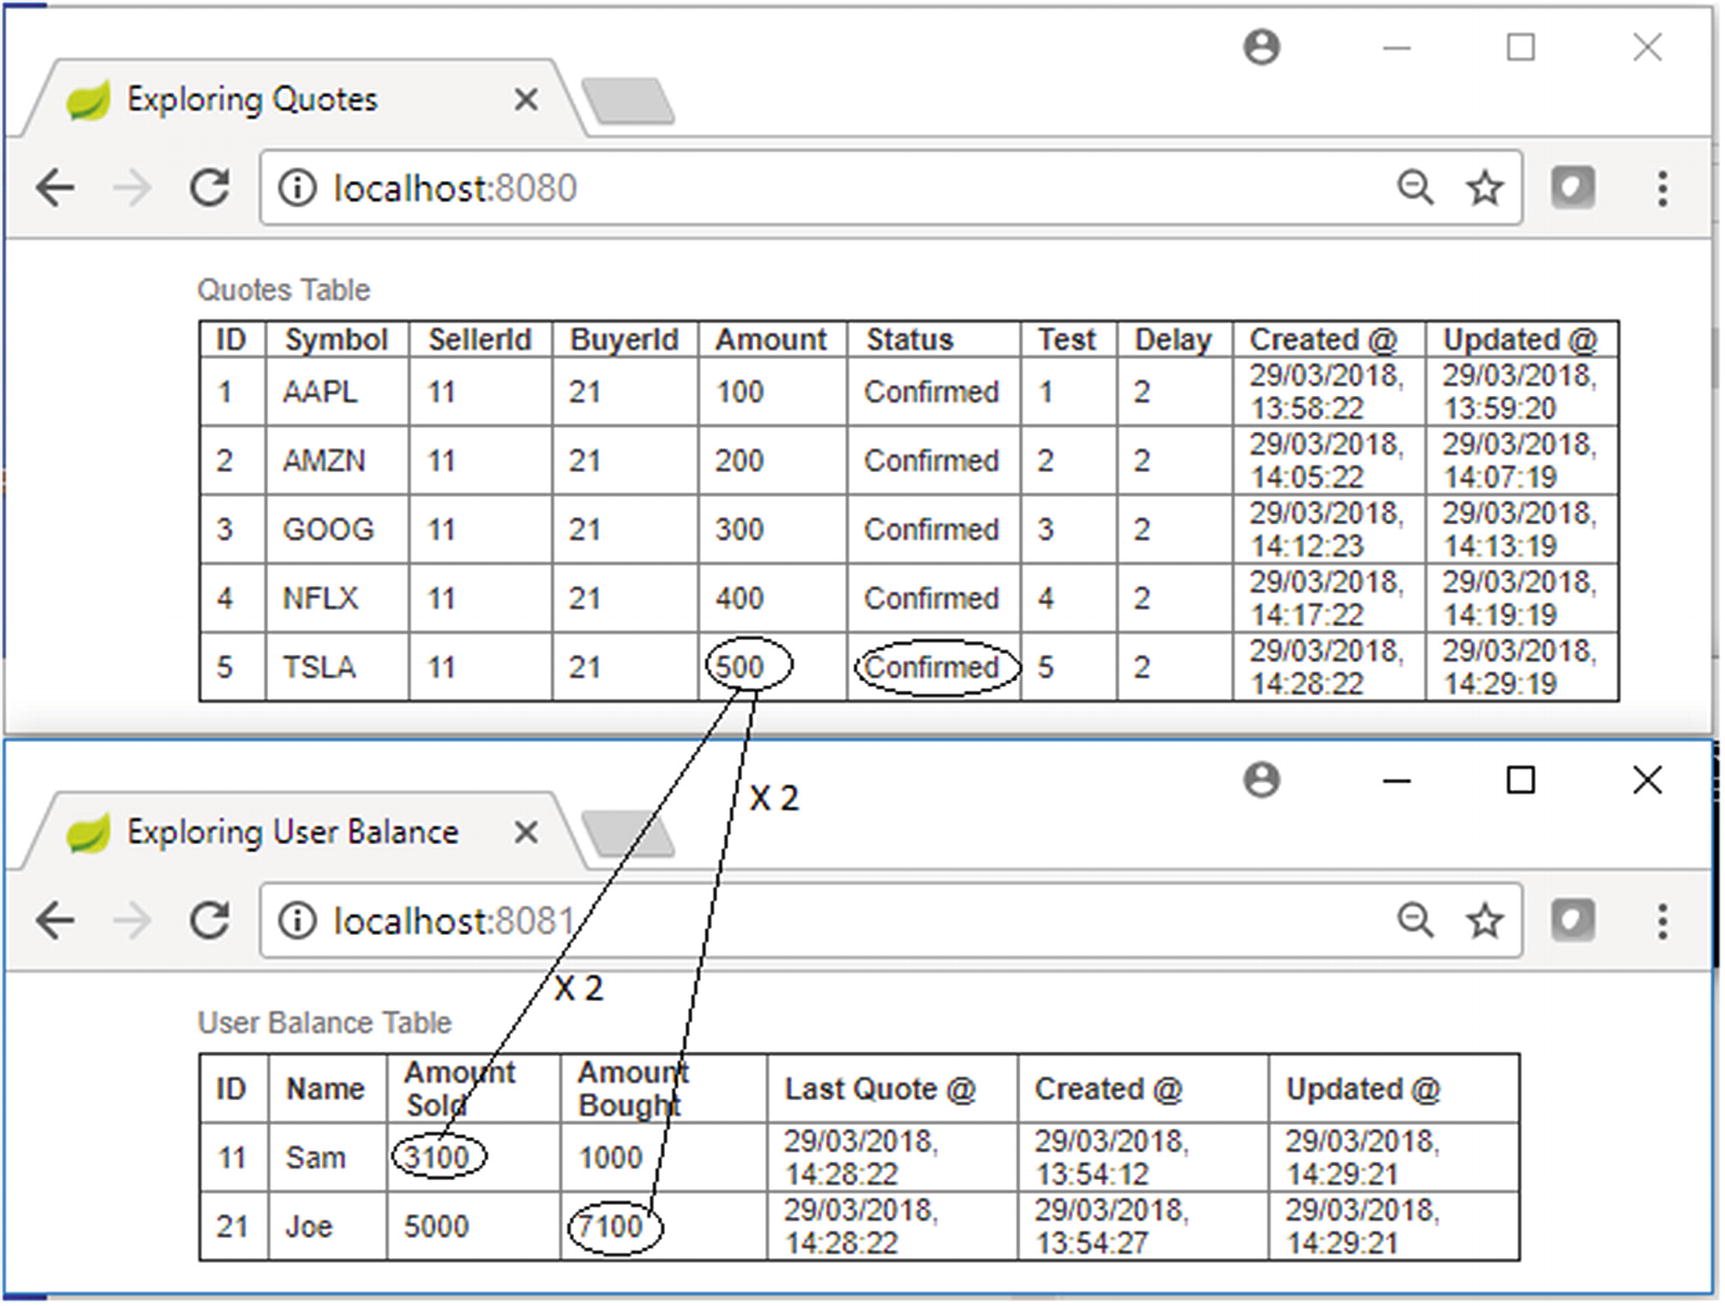 Exploring Quotes
localhost:8080
Quotes Table
ID Symbol SellerId BuyerId Amount Status Test Delay Created @ Updated @
1 AAPL 11 21 100 Confirmed 1 2 29/03/2018, 13:58:22 29/03/2018, 13:59:20
2 AMZN 11 21 200 Confirmed 2 2 29/03/2018, 14:05:22 29/03/2018, 14:07:19
3 GOOG 11 21 300 Confirmed 3 2 29/03/2018, 14:12:23 29/03/2018, 14:13:19
4 NFLX 11 21 400 Confirmed 4 2 29/03/2018, 14:17:22 29/03/2018, 14:19:19
5 TSLA 11 21 500 Confirmed 5 2 29/03/2018, 14:28:22 29/03/2018, 14:29:19
X 2
Exploring User Balance
localhost:8081
X 2
User Balance Table
ID Name Amount Sold Amount Bought Last Quote @ Created @ Updated @
11 Sam 3100 1000 29/03/2018, 14:28:22 29/03/2018, 13:54:12 29/03/2018, 14:29:21
21 Joe 5000 7100 29/03/2018, 14:28:22 29/03/2018, 13:54:27 29/03/2018, 14:29:21